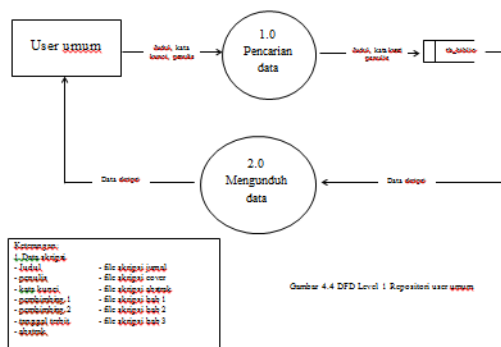 User umum
Judul, kata
kunci, penulis
1.0
Pencarian
data
Judul, kata kunci
penulis
tb_biblio
Data skripsi
2.0
Mengunduh
data
Data skripsi
Keterangan
1. Data skripsi
- Judul
- penulis
- kata kunci
- pembimbing 1
- pembimbing 2
- tanggal terbit
- abstrak
- file skripsi jurnal
- file skripsi cover
- file skripsi abstrak
- file skripsi bab 1
- file skripsi bab 2
- file skripsi bab 3
Gambar 4.4 DFD Level 1 Repositori user umum